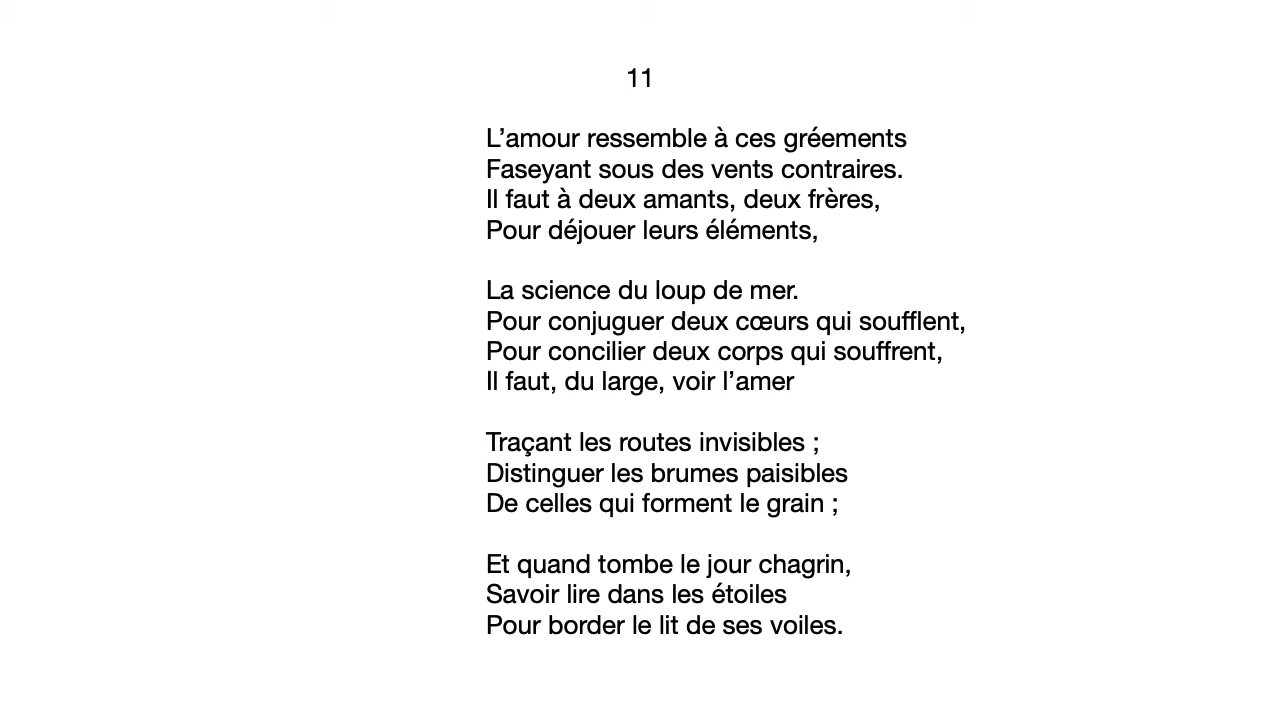 11
L’amour ressemble à ces gréements
Faseyant sous des vents contraires.
Il faut à deux amants, deux frères,
Pour déjouer leurs éléments,
La science du loup de mer.
Pour conjuguer deux cœurs qui soufflent,
Pour concilier deux corps qui souffrent,
Il faut, du large, voir l’amer
Traçant les routes invisibles ;
Distinguer les brumes paisibles
De celles qui forment le grain ;
Et quand tombe le jour chagrin,
Savoir lire dans les étoiles
Pour border le lit de ses voiles.